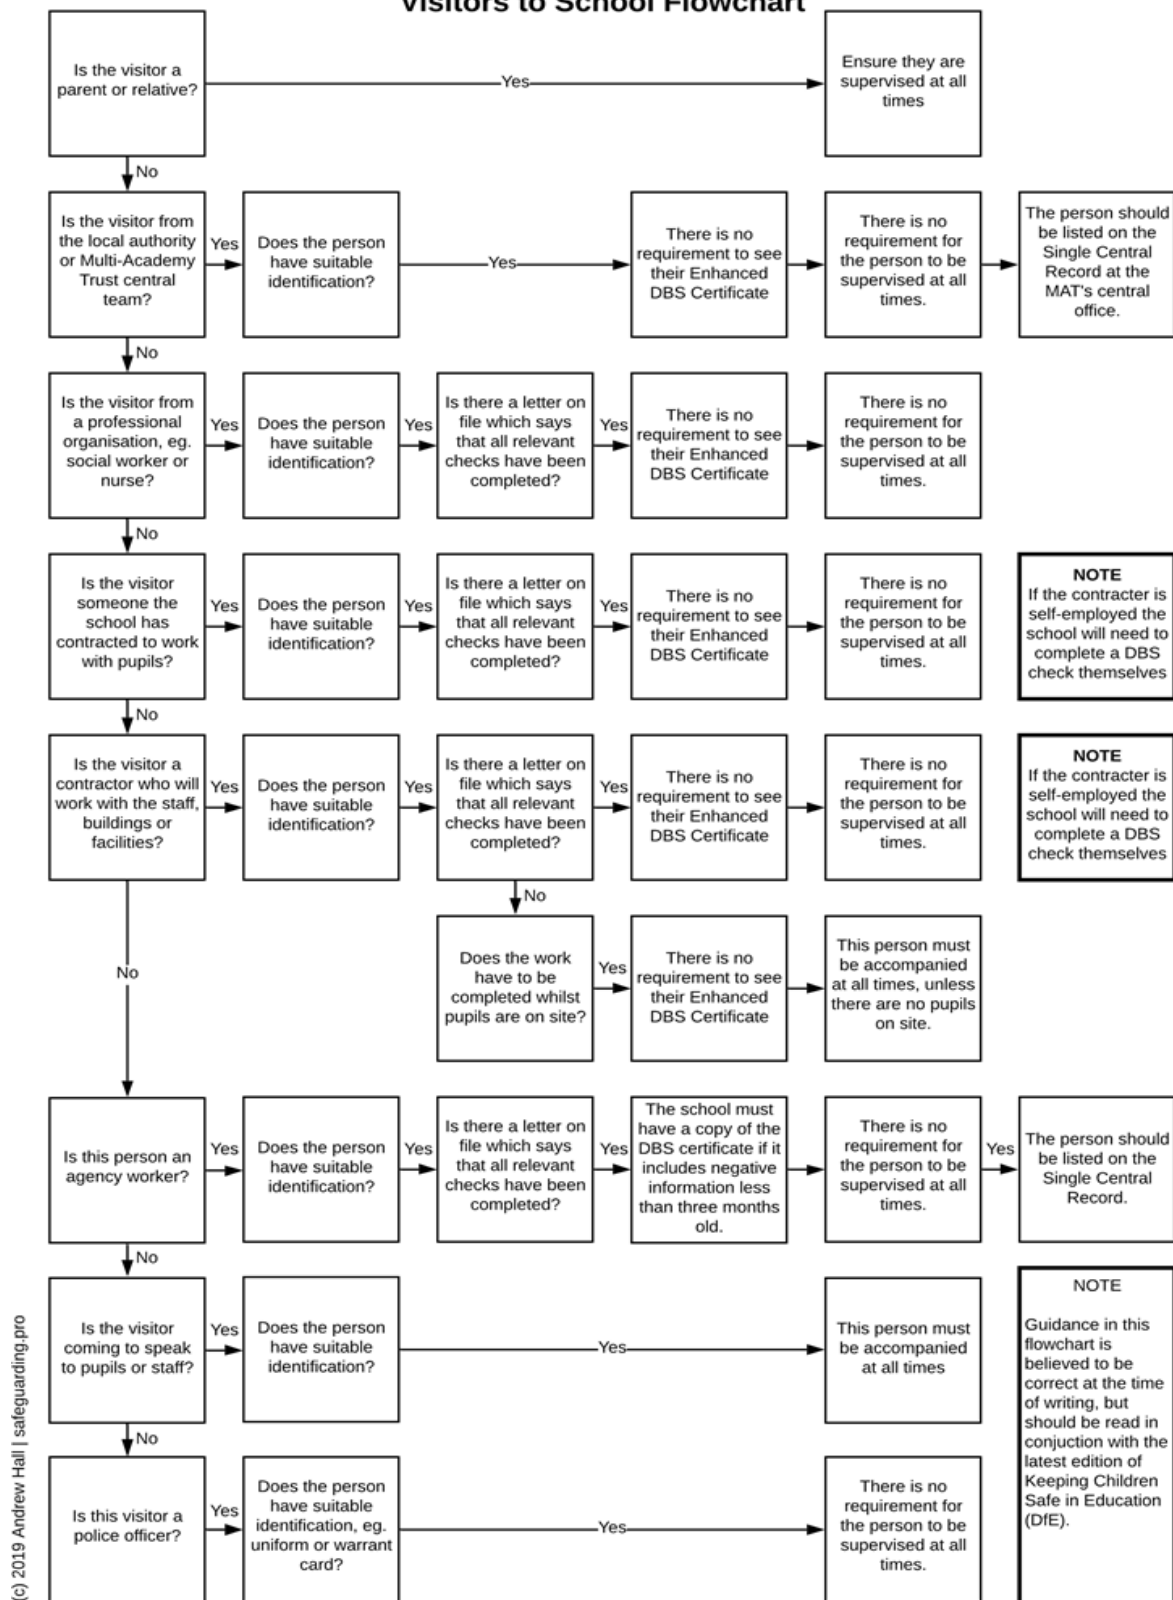 Visitors to School Flowchart
Is the visitor a
parent or relative?
Yes
Ensure they are
supervised at all
times
No
Is the visitor from
the local authority
or Multi-Academy
Trust central
team?
Yes
Does the person
have suitable
identification?
Yes
There is no
requirement to see
their Enhanced
DBS Certificate
There is no
requirement for
the person to be
supervised at all
times.
The person should
be listed on the
Single Central
Record at the
MAT's central
office.
No
Is the visitor from
a professional
organisation, eg.
social worker or
nurse?
Yes
Does the person
have suitable
identification?
Yes
Is there a letter on
file which says
that all relevant
checks have been
completed?
Yes
There is no
requirement to see
their Enhanced
DBS Certificate
There is no
requirement for
the person to be
supervised at all
times.
No
Is the visitor
someone the
school has
contracted to work
with pupils?
Yes
Does the person
have suitable
identification?
Yes
Is there a letter on
file which says
that all relevant
checks have been
completed?
Yes
There is no
requirement to see
their Enhanced
DBS Certificate
There is no
requirement for
the person to be
supervised at all
times.
NOTE
If the contracter is
self-employed the
school will need to
complete a DBS
check themselves
No
Is the visitor a
contractor who will
work with the staff,
buildings or
facilities?
Yes
Does the person
have suitable
identification?
Yes
Is there a letter on
file which says
that all relevant
checks have been
completed?
Yes
There is no
requirement to see
their Enhanced
DBS Certificate
There is no
requirement for
the person to be
supervised at all
times.
NOTE
If the contracter is
self-employed the
school will need to
complete a DBS
check themselves
No
No
Does the work
have to be
completed whilst
pupils are on site?
Yes
There is no
requirement to see
their Enhanced
DBS Certificate
This person must
be accompanied
at all times, unless
there are no pupils
on site.
Is this person an
agency worker?
Yes
Does the person
have suitable
identification?
Yes
Is there a letter on
file which says
that all relevant
checks have been
completed?
Yes
The school must
have a copy of the
DBS certificate if it
includes negative
information less
than three months
old.
There is no
requirement for
the person to be
supervised at all
times.
Yes
The person should
be listed on the
Single Central
Record.
No
Is the visitor
coming to speak
to pupils or staff?
Yes
Does the person
have suitable
identification?
Yes
This person must
be accompanied
at all times
NOTE
Guidance in this
flowchart is
believed to be
correct at the time
of writing, but
should be read in
conjuction with the
latest edition of
Keeping Children
Safe in Education
(DfE).
No
Is this visitor a
police officer?
Yes
Does the person
have suitable
identification, eg.
uniform or warrant
card?
Yes
There is no
requirement for
the person to be
supervised at all
times.
(c) 2019 Andrew Hall | safeguarding.pro